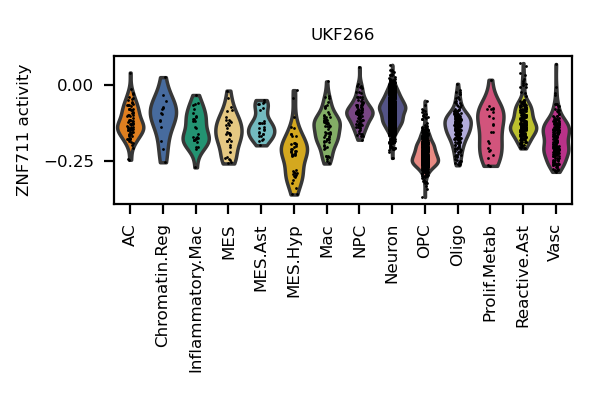 UKF266
ZNF711 activity
0.00
−0.25
AC
Chromatin.Reg
Inflammatory.Mac
MES
MES.Ast
MES.Hyp
Mac
NPC
Neuron
OPC
Oligo
Prolif.Metab
Reactive.Ast
Vasc